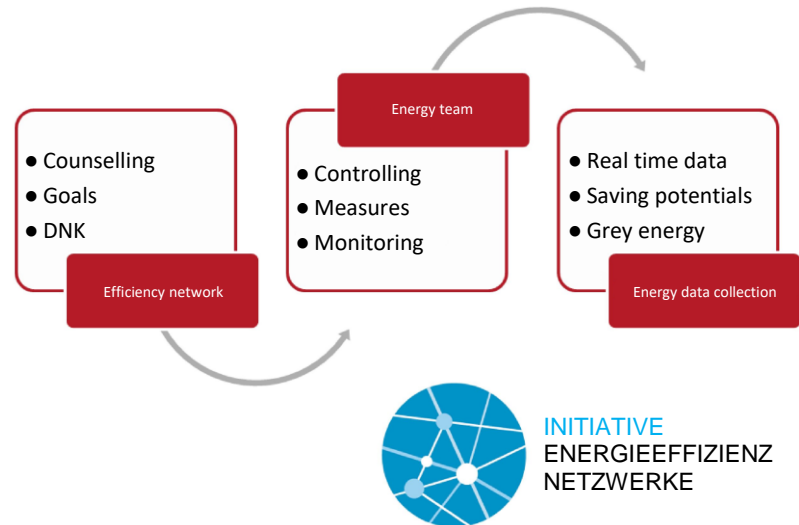 Energy team
● Counselling
● Goals
● DNK
Efficiency network
● Controlling
● Measures
● Monitoring
● Real time data
● Saving potentials
● Grey energy
Energy data collection
INITIATIVE
ENERGIEEFFIZIENZ
NETZWERKE